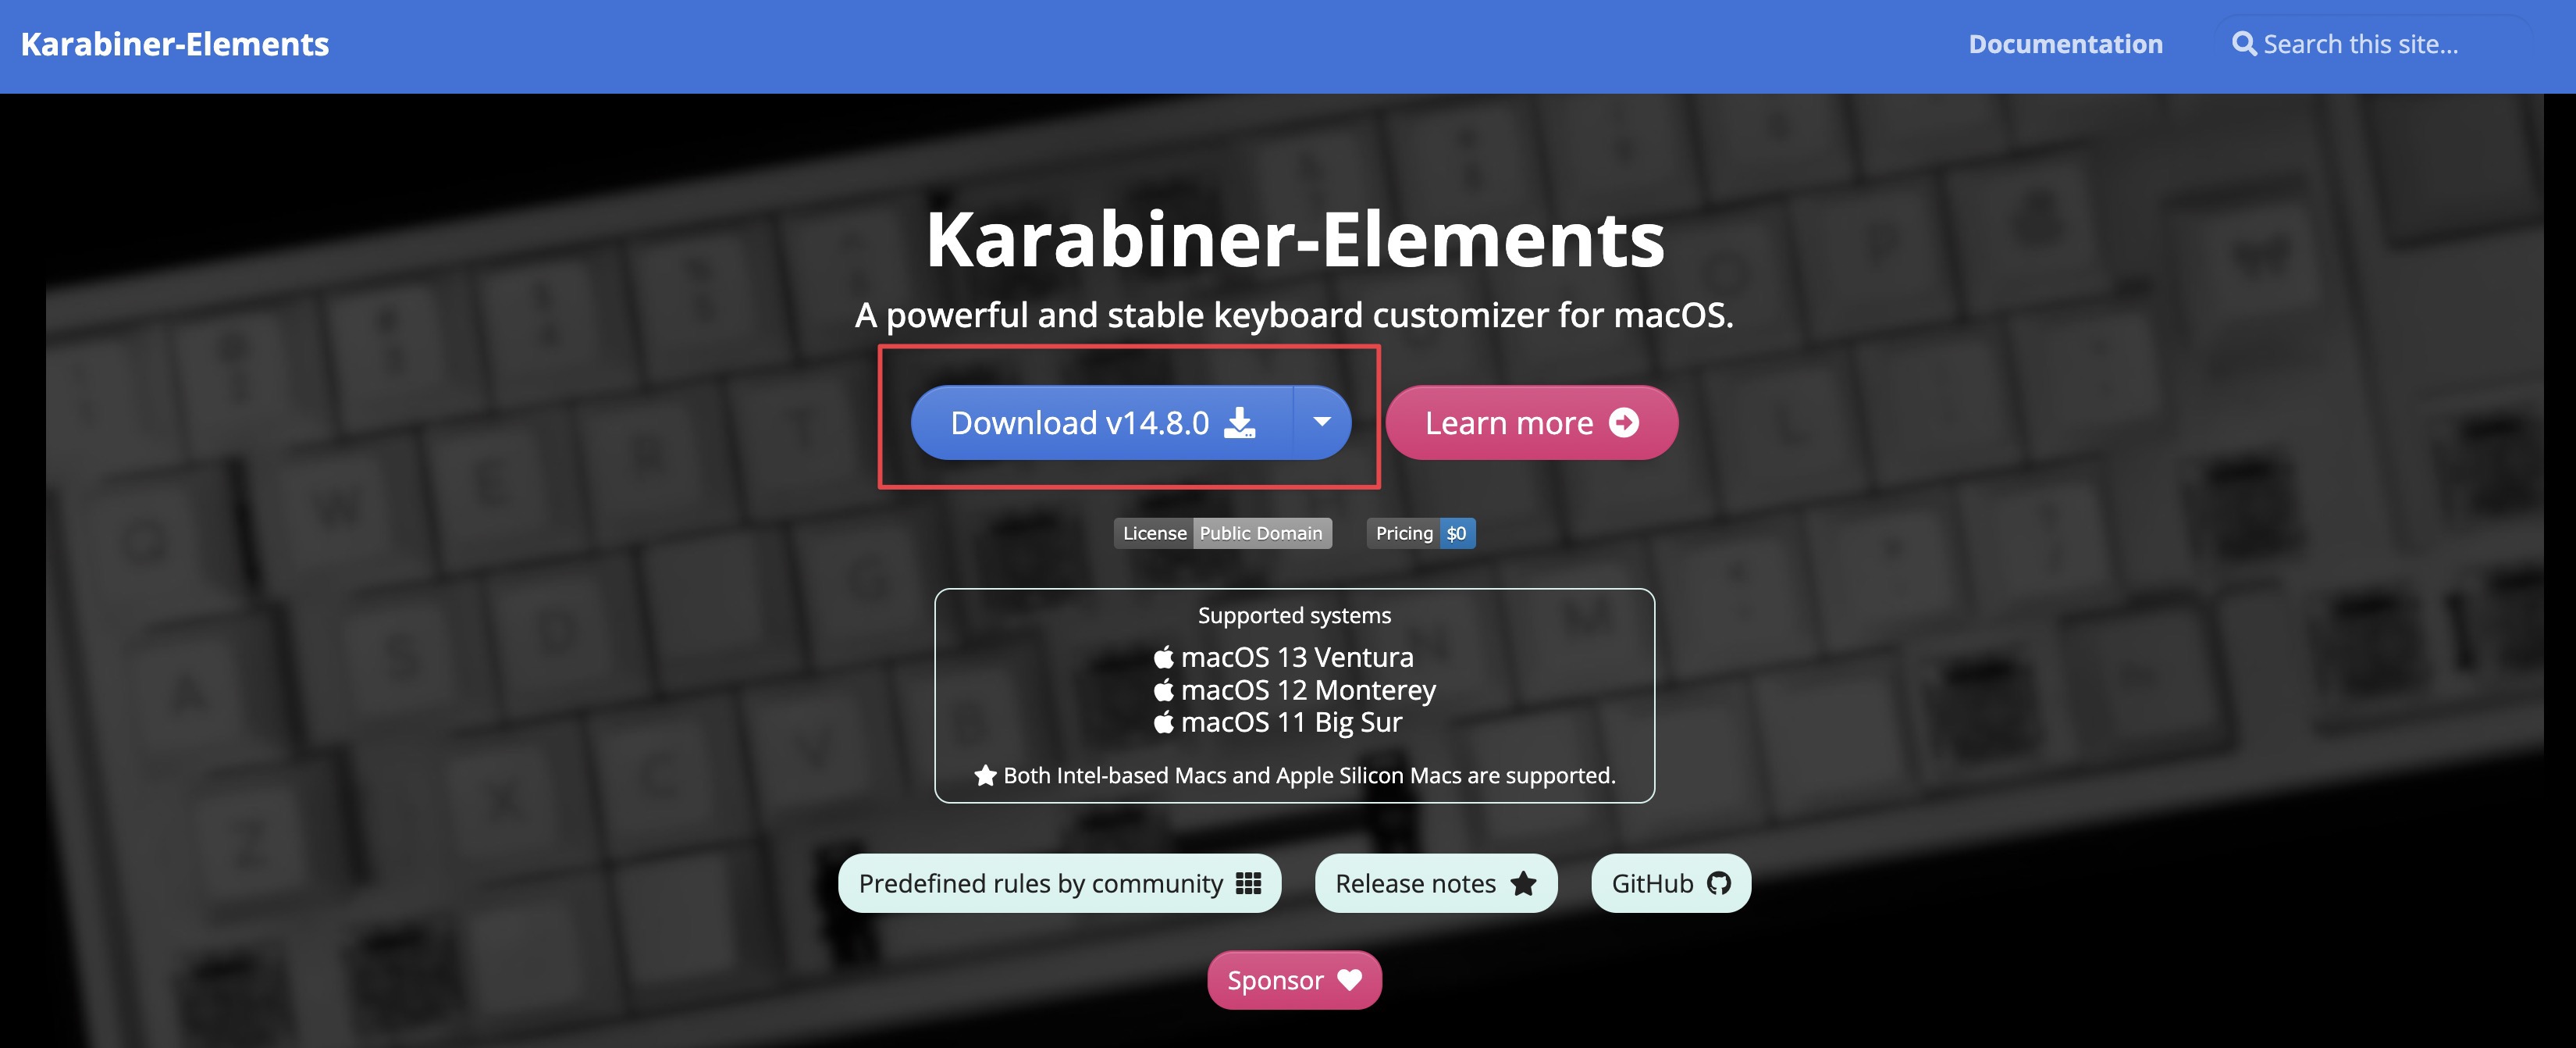 Karabiner-Elements
Documentation
Search this site...
Karabiner-Elements
A powerful and stable keyboard customizer for macOS.
Download v14.8.0
Learn more
License Public Domain
Pricing $0
Supported systems
macOS 13 Ventura
macOS 12 Monterey
macOS 11 Big Sur
Both Intel-based Macs and Apple Silicon Macs are supported.
Predefined rules by community
Release notes
GitHub
Sponsor